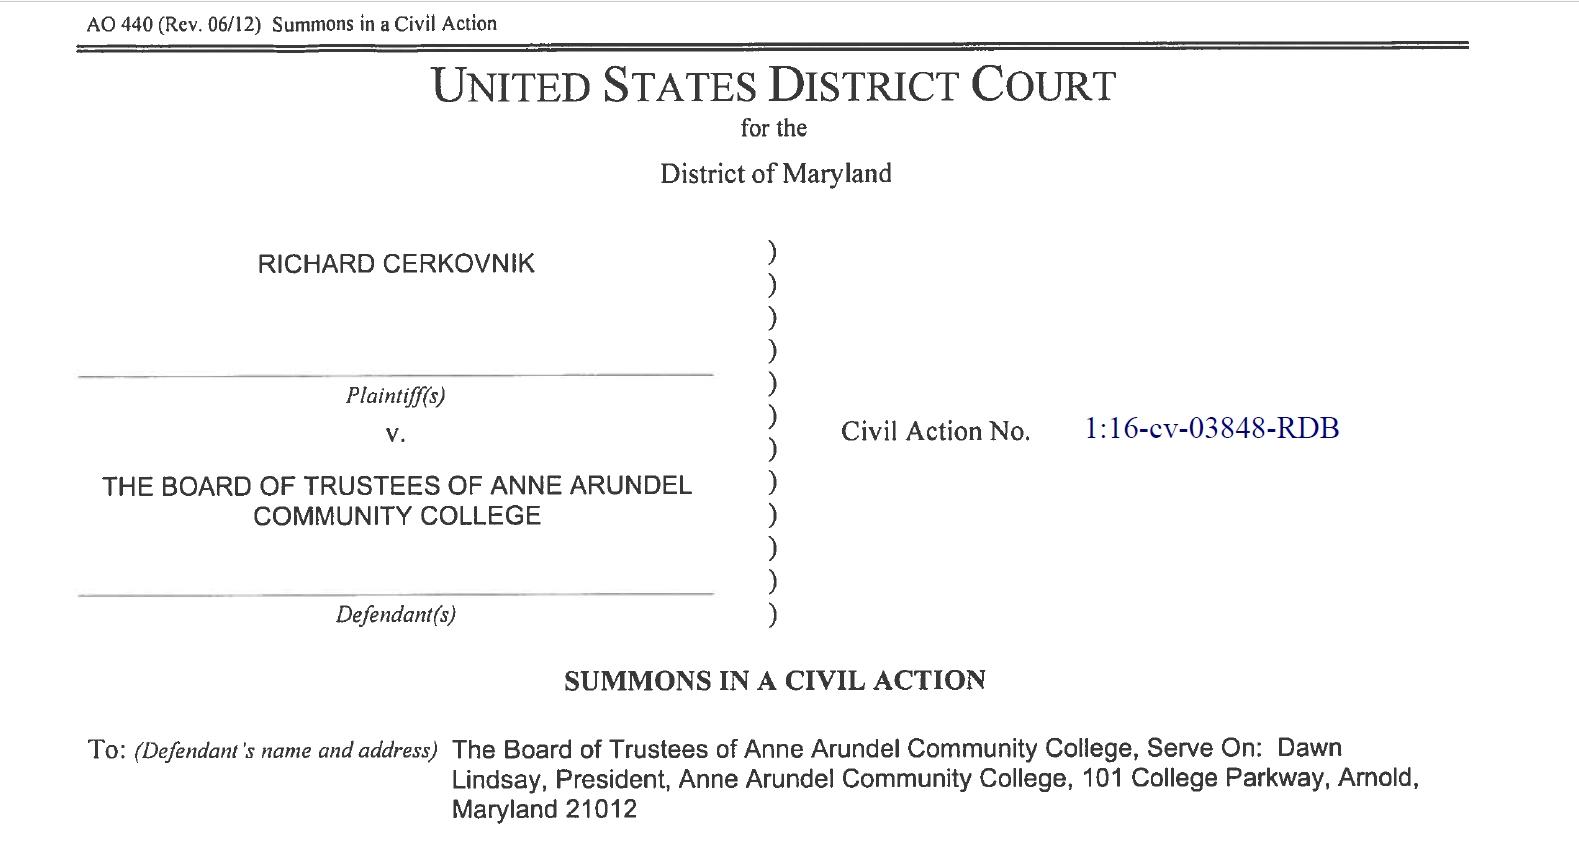 AO 440 (Rev. 06/12) Summons in a Civil Action
UNITED STATES DISTRICT COURT
for the
District of Maryland
RICHARD CERKOVNIK
Plaintiff(s)
v.
THE BOARD OF TRUSTEES OF ANNE ARUNDEL
COMMUNITY COLLEGE
Defendant(s)
)
)
)
)
)
)
)
)
)
)
)
)
Civil Action No. 1:16-cv-03848-RDB
SUMMONS IN A CIVIL ACTION
To: (Defendant's name and address) The Board of Trustees of Anne Arundel Community College, Serve On: Dawn
Lindsay, President, Anne Arundel Community College, 101 College Parkway, Arnold,
Maryland 21012